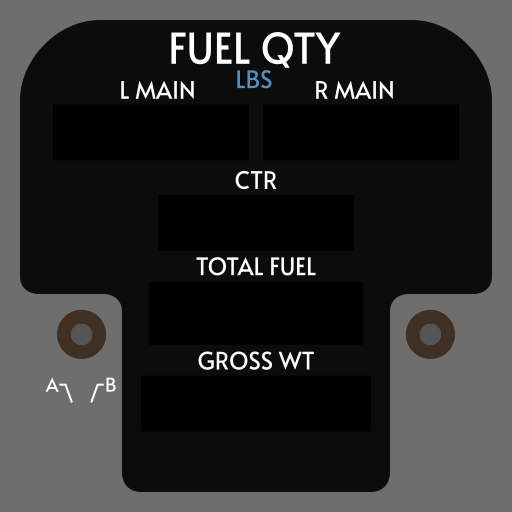 FUEL QTY
LBS
L MAIN R MAIN
CTR
TOTAL FUEL
GROSS WT
A B